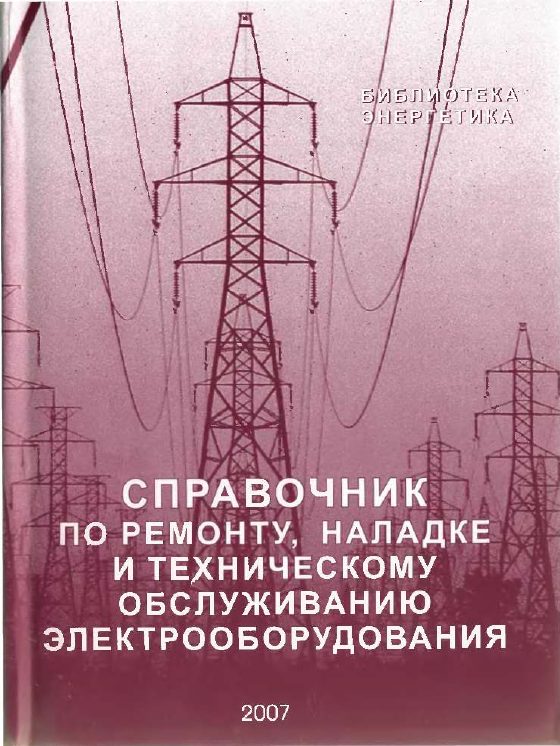 БИБЛИОТЕКА
ЭНЕРГЕТИКА
СПРАВОЧНИК
ПО РЕМОНТУ, НАЛАДКЕ
И ТЕХНИЧЕСКОМУ
ОБСЛУЖИВАНИЮ
ЭЛЕКТРООБОРУДОВАНИЯ
2007